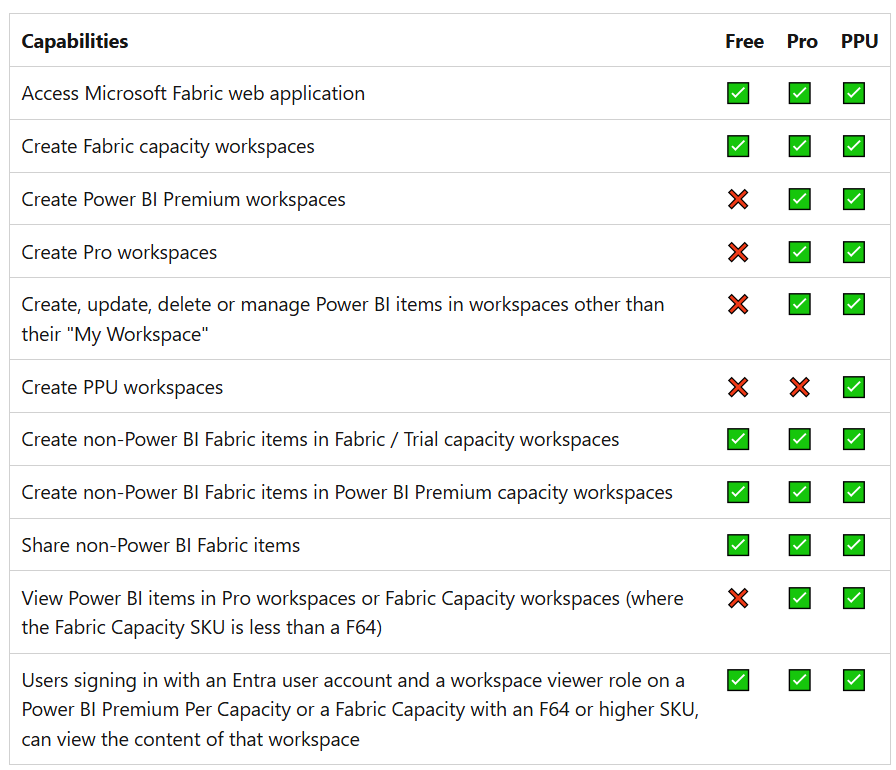 Capabilities Free Pro PPU
Access Microsoft Fabric web application
Create Fabric capacity workspaces
Create Power BI Premium workspaces
Create Pro workspaces
Create, update, delete or manage Power BI items in workspaces other than
their "My Workspace"
Create PPU workspaces
Create non-Power BI Fabric items in Fabric / Trial capacity workspaces
Create non-Power BI Fabric items in Power BI Premium capacity workspaces
Share non-Power BI Fabric items
View Power BI items in Pro workspaces or Fabric Capacity workspaces (where
the Fabric Capacity SKU is less than a F64)
Users signing in with an Entra user account and a workspace viewer role on a
Power BI Premium Per Capacity or a Fabric Capacity with an F64 or higher SKU,
can view the content of that workspace